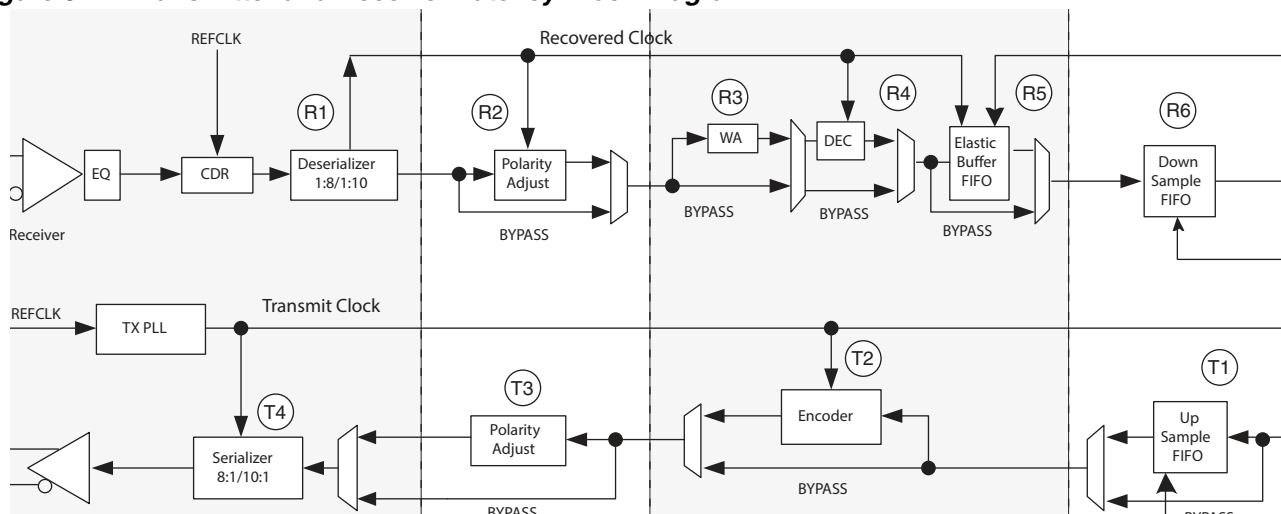 REFCLK
Recovered Clock
R1
R2
R3
R4
R5
R6
EQ
CDR
Deserializer
1:8/1:10
Polarity
Adjust
WA
DEC
Elastic
Buffer
FIFO
Down
Sample
FIFO
BYPASS
BYPASS
BYPASS
BYPASS
Receiver
REFCLK
TX PLL
Transmit Clock
T4
T3
T2
T1
Serializer
8:1/10:1
Polarity
Adjust
Encoder
Up
Sample
FIFO
BYPASS
BYPASS
BYPASS